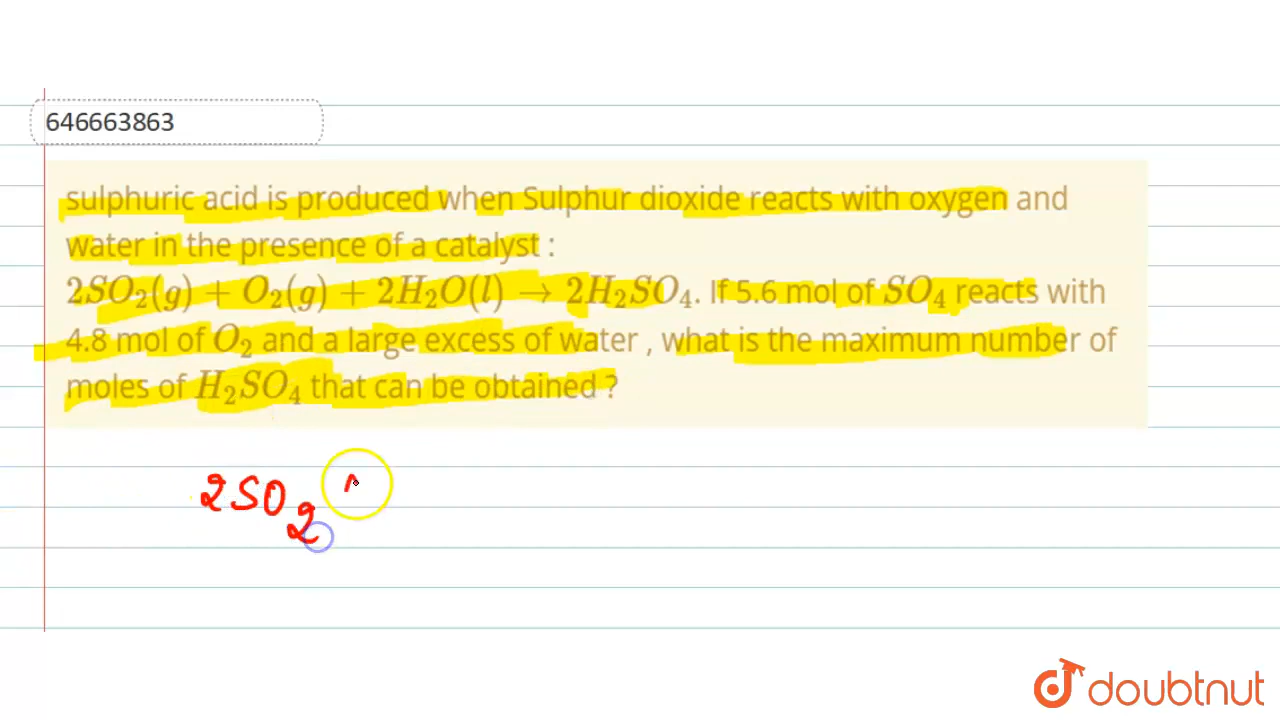 646663863
sulphuric acid is produced when Sulphur dioxide reacts with oxygen and
water in the presence of a catalyst :
2SO₂(g) + O₂(g) + 2H₂O(l) → 2H₂SO₄. If 5.6 mol of SO₄ reacts with
4.8 mol of O₂ and a large excess of water , what is the maximum number of
moles of H₂SO₄ that can be obtained ?
2SO₂
doubtnut